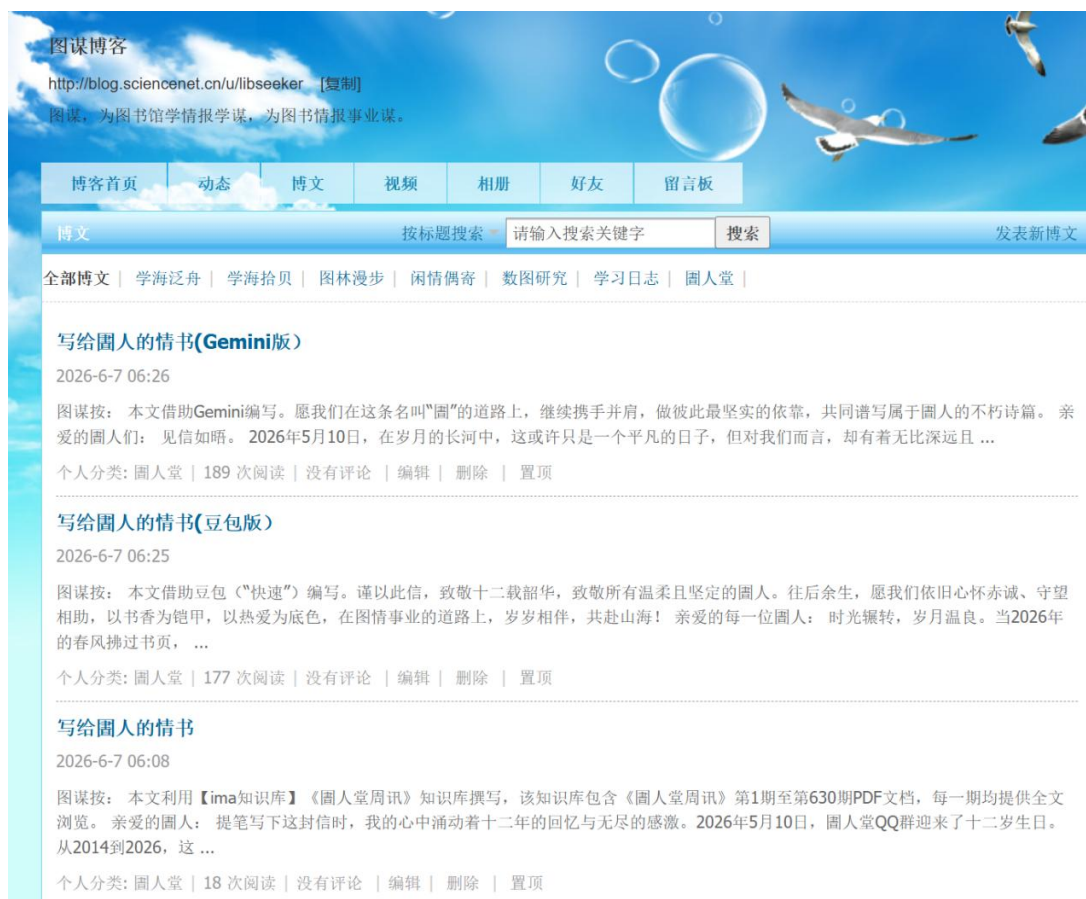 图谋博客
http://blog.sciencenet.cn/u/libseeker [复制]
图谋，为图书馆学情报学谋，为图书情报事业谋。
博客首页 动态 博文 视频 相册 好友 留言板
博文 按标题搜索 请输入搜索关键字 搜索 发表新博文
全部博文 | 学海泛舟 | 学海拾贝 | 图林漫步 | 闲情偶寄 | 数图研究 | 学习日志 | 圕人堂 |
写给圕人的情书(Gemini版）
2026-6-7 06:26
图谋按： 本文借助Gemini编写。愿我们在这条名叫“圕”的道路上，继续携手并肩，做彼此最坚实的依靠，共同谱写属于圕人的不朽诗篇。 亲
爱的圕人们： 见信如晤。 2026年5月10日，在岁月的长河中，这或许只是一个平凡的日子，但对我们而言，却有着无比深远且 ...
个人分类: 圕人堂 | 189 次阅读 | 没有评论 | 编辑 | 删除 | 置顶
写给圕人的情书(豆包版）
2026-6-7 06:25
图谋按： 本文借助豆包（“快速”）编写。谨以此信，致敬十二载韶华，致敬所有温柔且坚定的圕人。往后余生，愿我们依旧心怀赤诚、守望
相助，以书香为铠甲，以热爱为底色，在图情事业的道路上，岁岁相伴，共赴山海！ 亲爱的每一位圕人： 时光辗转，岁月温良。当2026年
的春风拂过书页， ...
个人分类: 圕人堂 | 177 次阅读 | 没有评论 | 编辑 | 删除 | 置顶
写给圕人的情书
2026-6-7 06:08
图谋按： 本文利用【ima知识库】《圕人堂周讯》知识库撰写，该知识库包含《圕人堂周讯》第1期至第630期PDF文档，每一期均提供全文
浏览。 亲爱的圕人： 提笔写下这封信时，我的心中涌动着十二年的回忆与无尽的感激。2026年5月10日，圕人堂QQ群迎来了十二岁生日。
从2014到2026，这 ...
个人分类: 圕人堂 | 18 次阅读 | 没有评论 | 编辑 | 删除 | 置顶